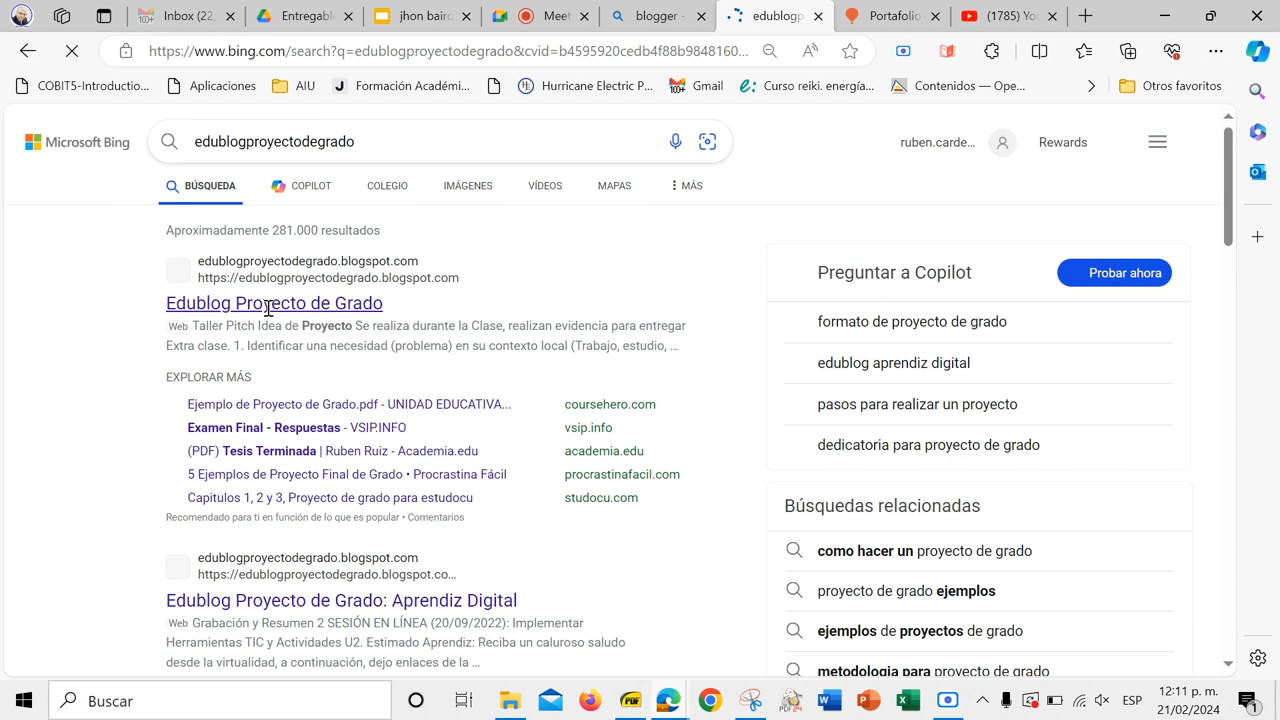 Inbox (22
Entregabl
jhon bairo
Meet
blogger -
edublogp
Portafolio
(1785) Yo
https://www.bing.com/search?q=edublogproyectodegrado&cvid=b4595920cedb4f88b9848160...
COBIT5-Introductio...
Aplicaciones
AIU
Formación Académi...
Hurricane Electric P...
Gmail
Curso reiki. energía...
Contenidos — Ope...
Otros favoritos
Microsoft Bing
edublogproyectodegrado
ruben.carde...
Rewards
BÚSQUEDA
COPILOT
COLEGIO
IMÁGENES
VÍDEOS
MAPAS
MÁS
Aproximadamente 281.000 resultados
edublogproyectodegrado.blogspot.com
https://edublogproyectodegrado.blogspot.com
Edublog Proyecto de Grado
Web Taller Pitch Idea de Proyecto Se realiza durante la Clase, realizan evidencia para entregar
Extra clase. 1. Identificar una necesidad (problema) en su contexto local (Trabajo, estudio, ...
EXPLORAR MÁS
Ejemplo de Proyecto de Grado.pdf - UNIDAD EDUCATIVA... coursehero.com
Examen Final - Respuestas - VSIP.INFO vsip.info
(PDF) Tesis Terminada | Ruben Ruiz - Academia.edu academia.edu
5 Ejemplos de Proyecto Final de Grado • Procrastina Fácil procrastinafacil.com
Capitulos 1, 2 y 3, Proyecto de grado para estudocu studocu.com
Recomendado para ti en función de lo que es popular • Comentarios
edublogproyectodegrado.blogspot.com
https://edublogproyectodegrado.blogspot.co...
Edublog Proyecto de Grado: Aprendiz Digital
Web Grabación y Resumen 2 SESIÓN EN LÍNEA (20/09/2022): Implementar
Herramientas TIC y Actividades U2. Estimado Aprendiz: Reciba un caluroso saludo
desde la virtualidad, a continuación, dejo enlaces de la ...
Preguntar a Copilot
Probar ahora
formato de proyecto de grado
edublog aprendiz digital
pasos para realizar un proyecto
dedicatoria para proyecto de grado
Búsquedas relacionadas
como hacer un proyecto de grado
proyecto de grado ejemplos
ejemplos de proyectos de grado
metodologia para proyecto de grado
Buscar
ESP
12:11 p. m.
21/02/2024